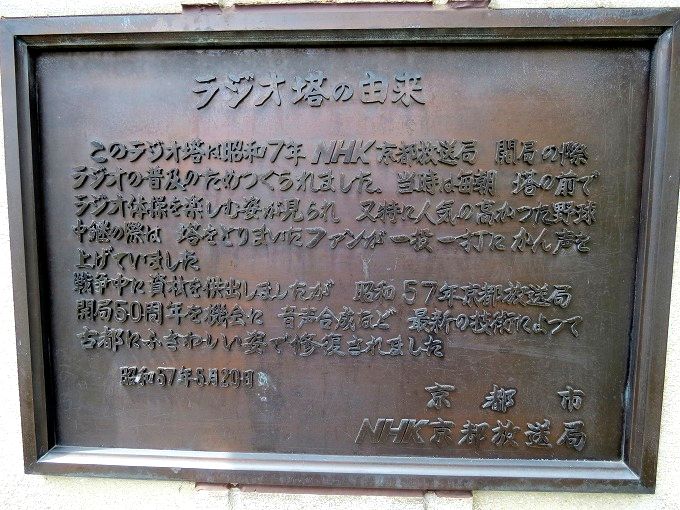 ラジオ塔の由来
このラジオ塔は昭和7年 NHK京都放送局 開局の際
ラジオの普及のためつくられました 当時は毎朝 塔の前で
ラジオ体操を楽しむ姿が見られ 又特に人気の高かつた野球
中継の際は 塔をとりまいたファンが一投一打にかん声を
上げていました
戦争中に資材を供出しましたが 昭和57年京都放送局
開局50周年を機会に 音声合成など 最新の技術によって
古都にふさわしい姿で修復されました
昭和57年6月20日
京都市
NHK京都放送局